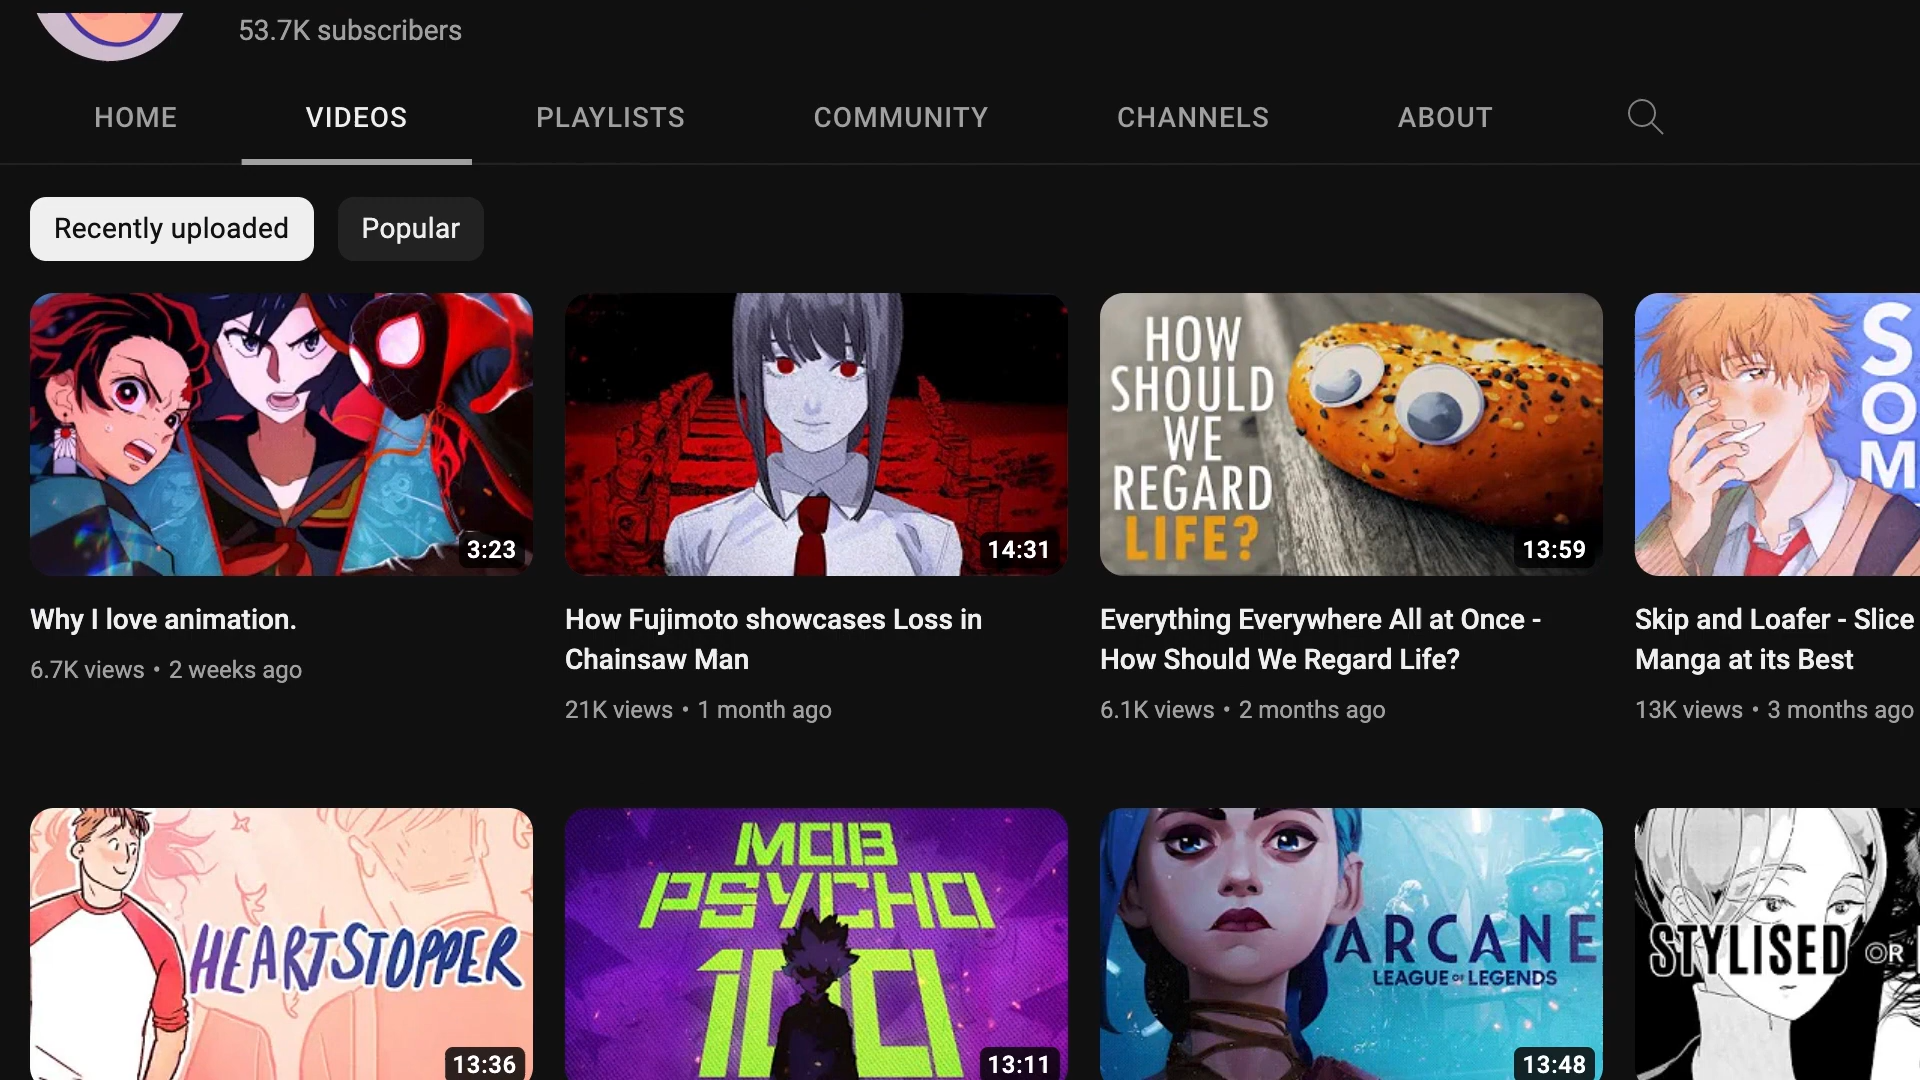 53.7K subscribers
HOME VIDEOS PLAYLISTS COMMUNITY CHANNELS ABOUT
Recently uploaded Popular
3:23
14:31
HOW
SHOULD
WE
REGARD
LIFE?
13:59
SOM
Why I love animation.
6.7K views • 2 weeks ago
How Fujimoto showcases Loss in
Chainsaw Man
21K views • 1 month ago
Everything Everywhere All at Once -
How Should We Regard Life?
6.1K views • 2 months ago
Skip and Loafer - Slice
Manga at its Best
13K views • 3 months ago
HEARTSTOPPER
13:36
MOB
PSYCHO
100
13:11
ARCANE
LEAGUE OF LEGENDS
13:48
STYLISED OR